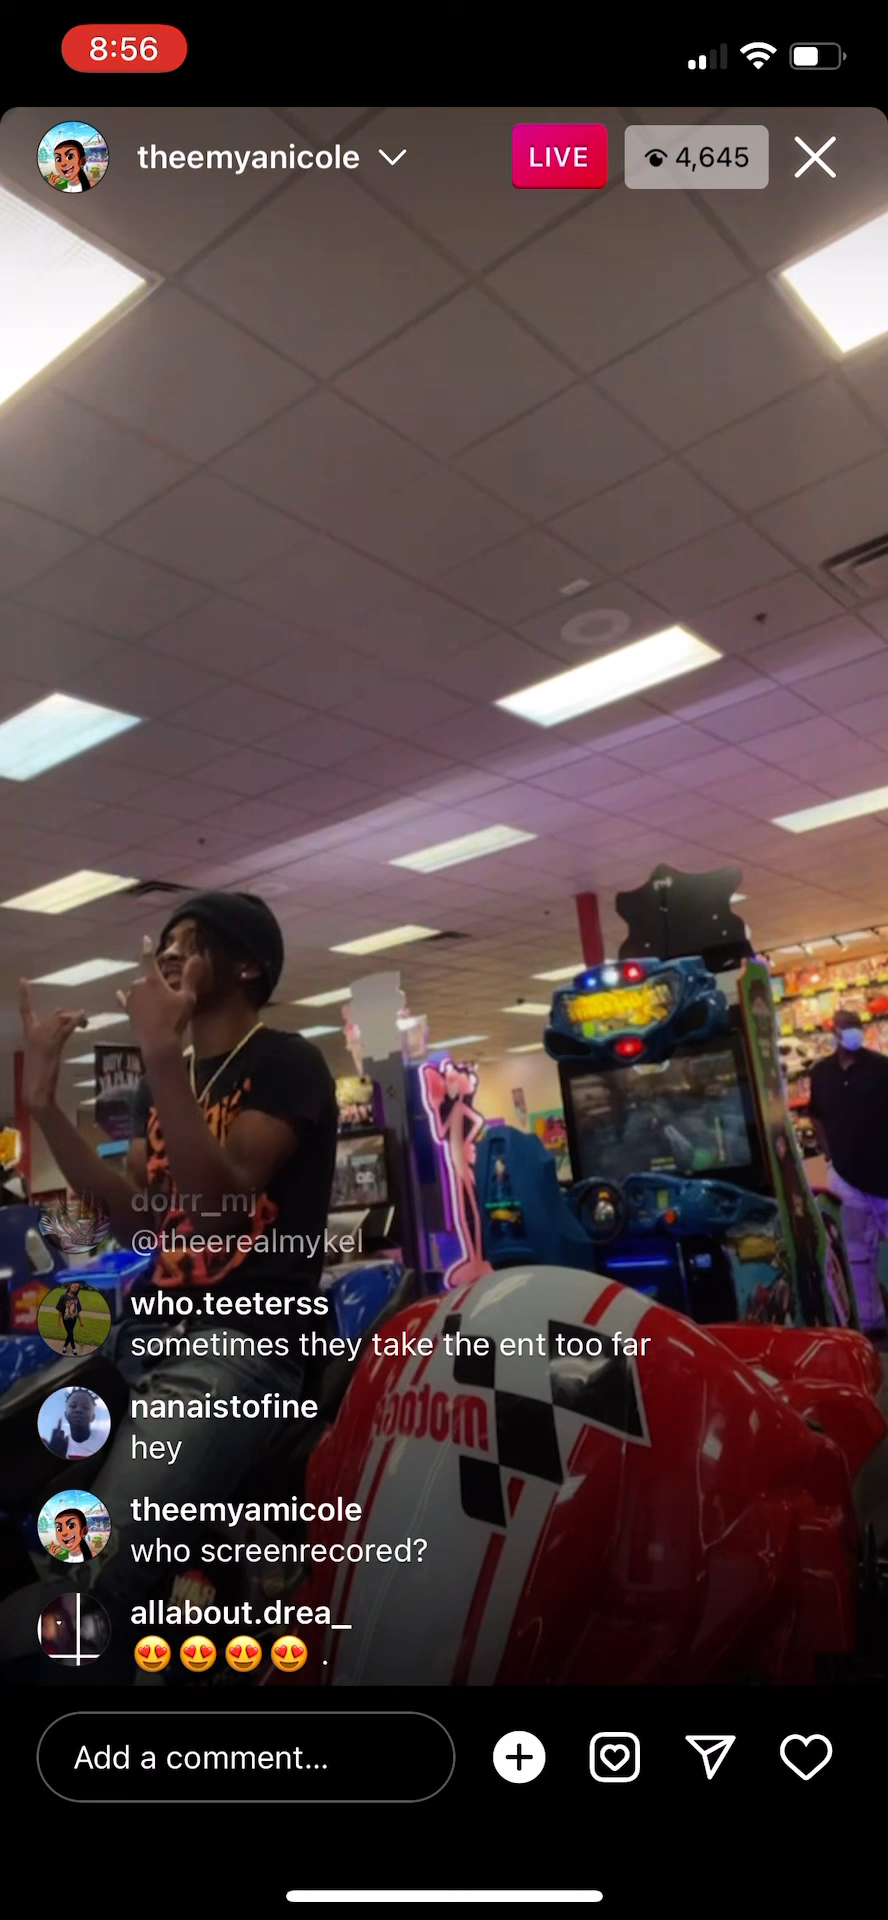 8:56
theemyanicole
LIVE
4,645
doirr_mj
@theerealmykel
who.teeterss
sometimes they take the ent too far
nanaistofine
hey
theemyamicole
who screenrecored?
allabout.drea_
😍😍😍😍 .
Add a comment...